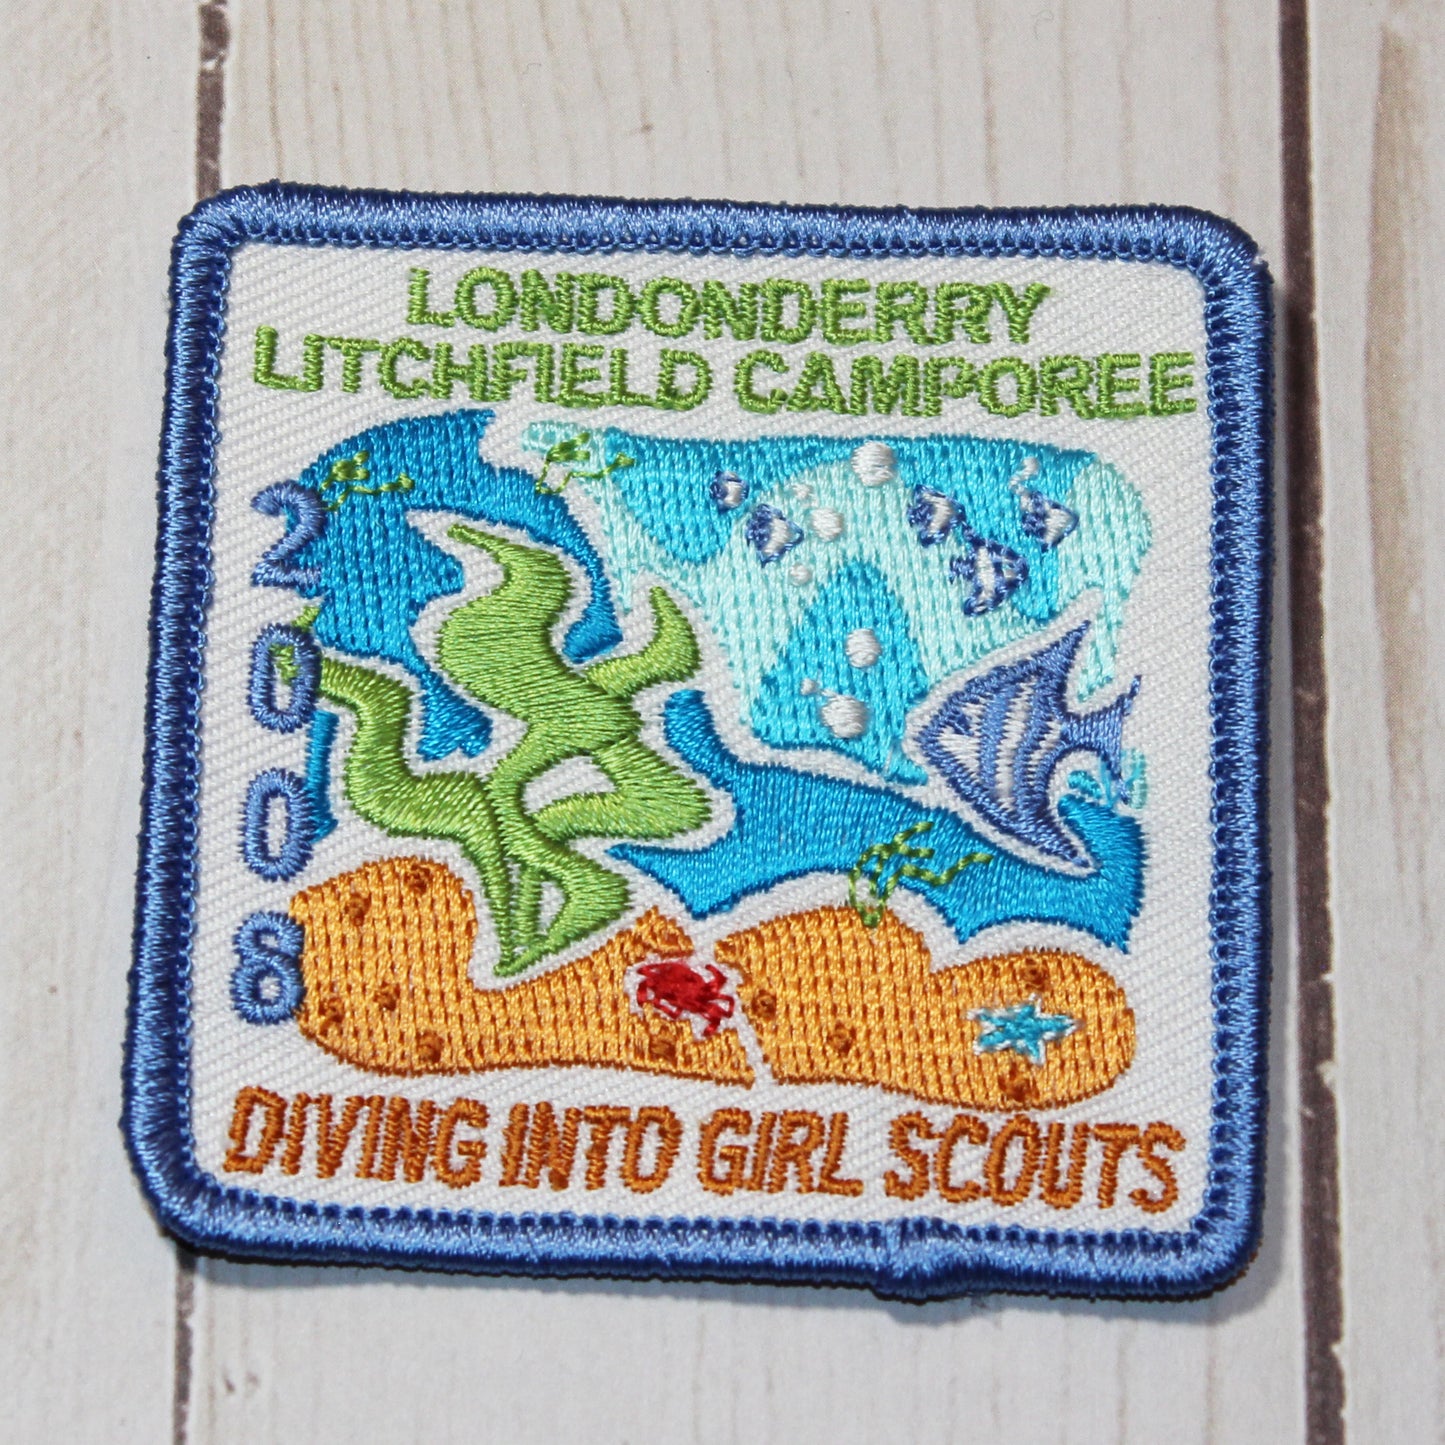 LONDONDERRY
LITCHFIELD CAMPOREE
2008
DIVING INTO GIRL SCOUTS